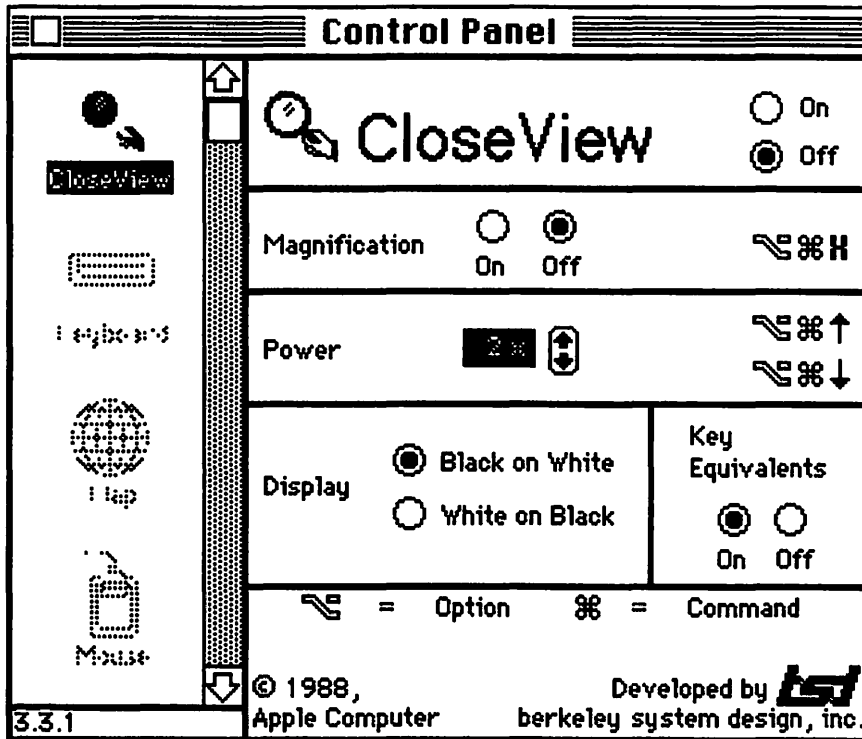 Control Panel
CloseView
Keyboard
Map
Mouse
3.3.1
CloseView
On
Off
Magnification
On Off
⌥⌘X
Power
2x
⌥⌘↑
⌥⌘↓
Display
Black on White
White on Black
Key
Equivalents
On Off
⌥ = Option ⌘ = Command
© 1988,
Apple Computer
Developed by bsd
berkeley system design, inc.